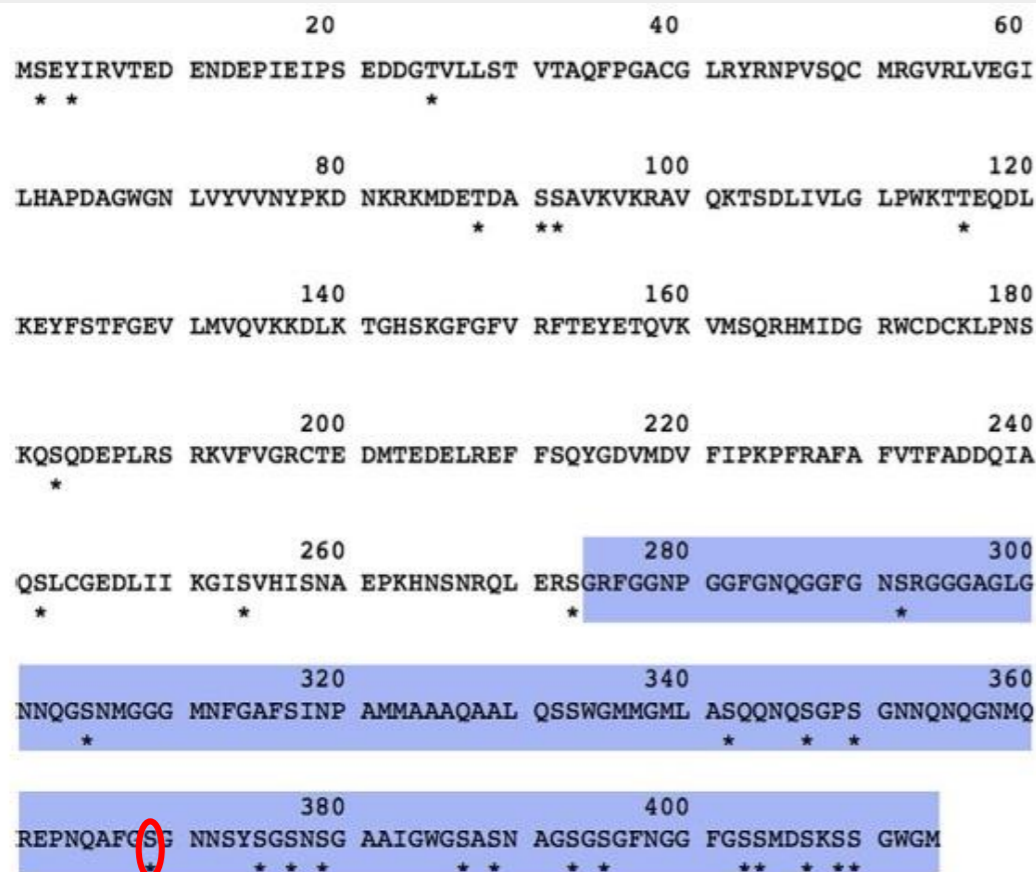 20 40 60
MSEYIRVTED ENDEPIEIPS EDDGTVLLST VTAQFPGACG LRYRNPVSQC MRGVRLVEGI
* * *
80 100 120
LHAPDAGWGN LVYVVNYPKD NKRKMDETDA SSAVKVKRAV QKTSDLIVLG LPWKTTEQDL
* ** *
140 160 180
KEYFSTFGEV LMVQVKKDLK TGHSKGFGFV RFTEYETQVK VMSQRHMIDG RWCDCKLPNS
200 220 240
KQSQDEPLRS RKVFVGRCTE DMTEDELREF FSQYGDVMDV FIPKPFRAFA FVTFADDQIA
*
260 280 300
QSLCGEDLII KGISVHISNA EPKHNSNRQL ERSGRFGGNP GGFGNQGGFG NSRGGGAGLG
* * * *
320 340 360
NNQGSNMGGG MNFGAFSINP AMMAAAQAAL QSSWGMMGML ASQQNQSGPS GNNQNQGNMQ
* * * *
380 400
REPNQAFGSG NNSYSGSNSG AAIGWGSASN AGSGSGFNGG FGSSMDSKSS GWGM
* * * * * * * * ** * **